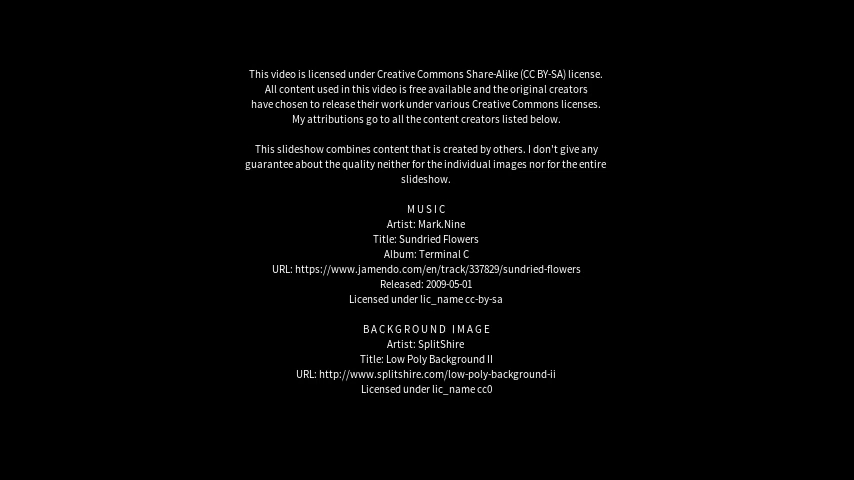 This video is licensed under Creative Commons Share-Alike (CC BY-SA) license.
All content used in this video is free available and the original creators
have chosen to release their work under various Creative Commons licenses.
My attributions go to all the content creators listed below.
This slideshow combines content that is created by others. I don't give any
guarantee about the quality neither for the individual images nor for the entire
slideshow.
MUSIC
Artist: Mark.Nine
Title: Sundried Flowers
Album: Terminal C
URL: https://www.jamendo.com/en/track/337829/sundried-flowers
Released: 2009-05-01
Licensed under lic_name cc-by-sa
BACKGROUND IMAGE
Artist: SplitShire
Title: Low Poly Background II
URL: http://www.splitshire.com/low-poly-background-ii
Licensed under lic_name cc0